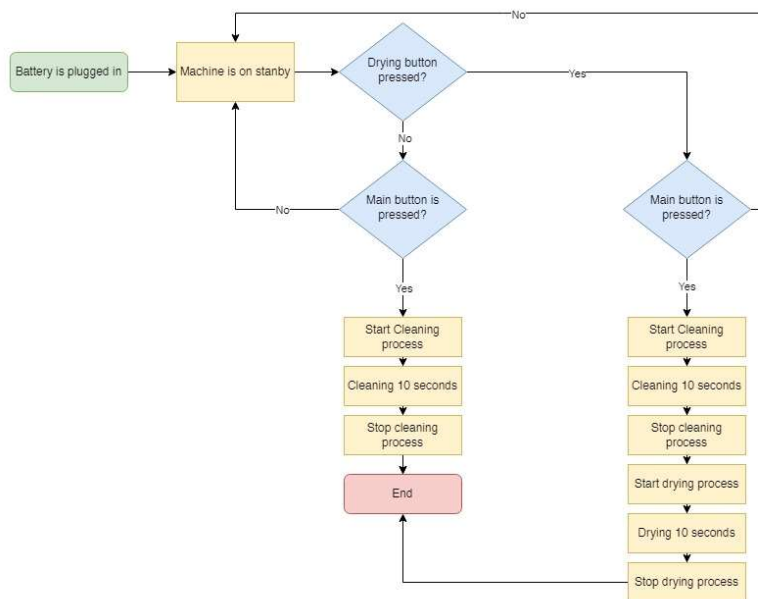 No
Battery is plugged in
Machine is on stanby
Drying button
pressed?
Yes
No
Main button is
pressed?
No
Main button is
pressed?
Yes
Yes
Start Cleaning
process
Start Cleaning
process
Cleaning 10 seconds
Cleaning 10 seconds
Stop cleaning
process
Stop cleaning
process
End
Start drying process
Drying 10 seconds
Stop drying process